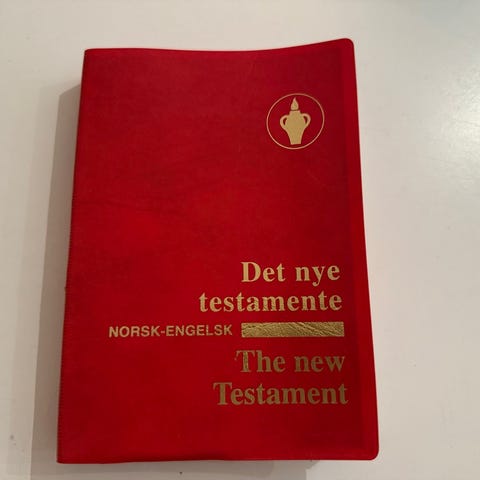 Det nye
testamente
NORSK-ENGELSK
The new
Testament